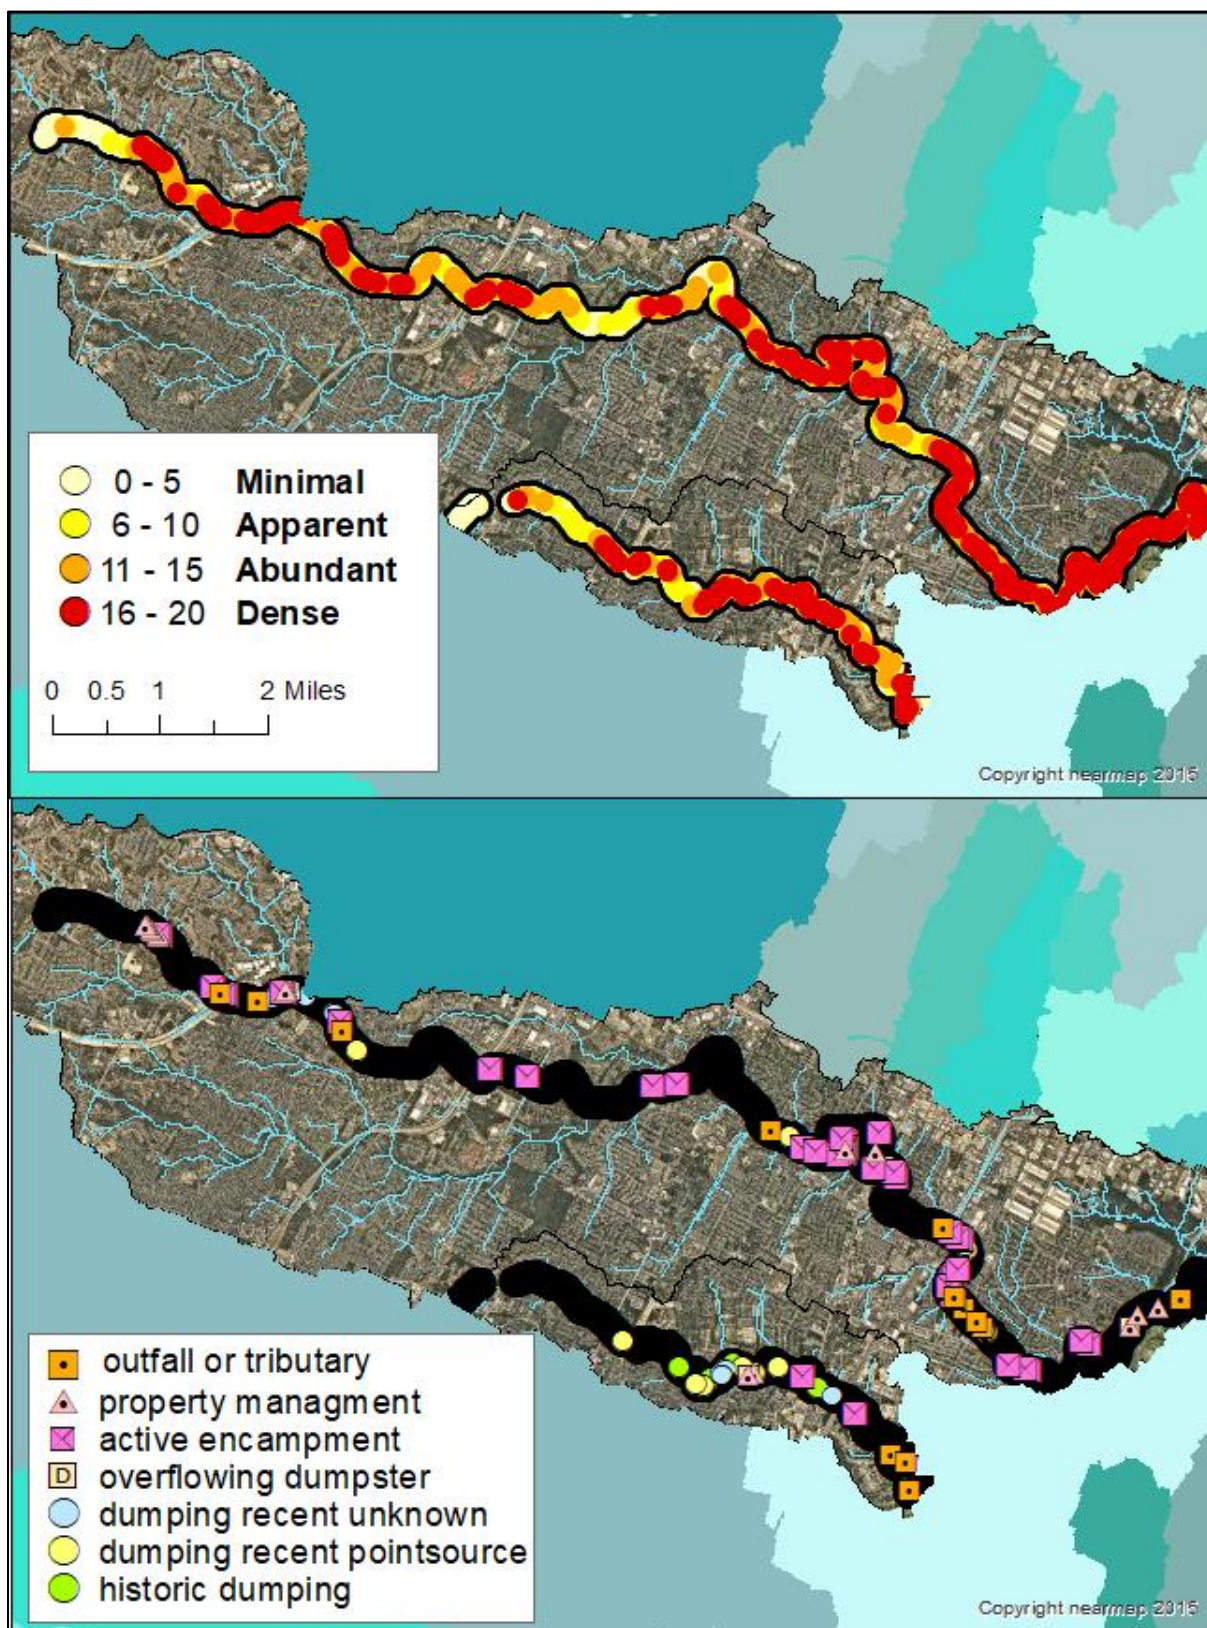 0 - 5 Minimal
6 - 10 Apparent
11 - 15 Abundant
16 - 20 Dense
0 0.5 1 2 Miles
Copyright nearmap 2015
outfall or tributary
property managment
active encampment
D overflowing dumpster
dumping recent unknown
dumping recent pointsource
historic dumping
Copyright nearmap 2015